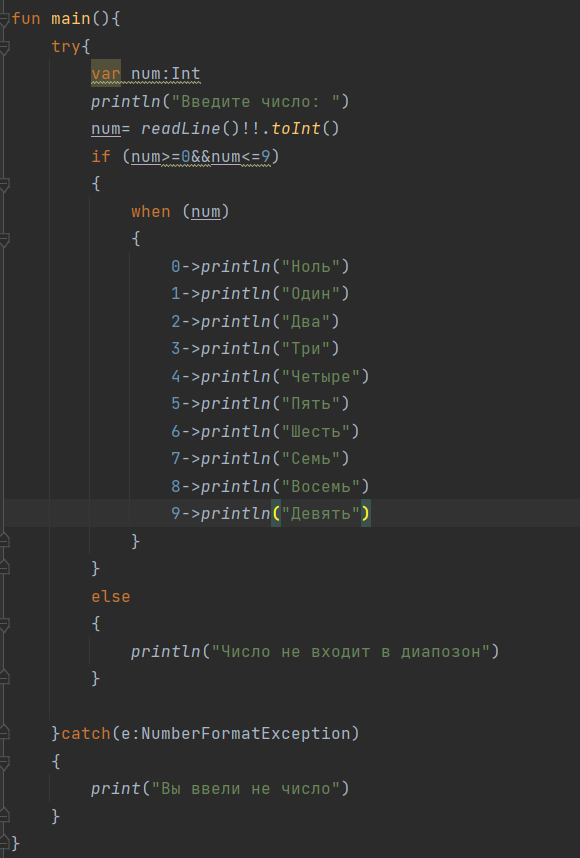 fun main(){
try{
var num:Int
println("Введите число: ")
num= readLine()!!.toInt()
if (num>=0&&num<=9)
{
when (num)
{
0->println("Ноль")
1->println("Один")
2->println("Два")
3->println("Три")
4->println("Четыре")
5->println("Пять")
6->println("Шесть")
7->println("Семь")
8->println("Восемь")
9->println("Девять")
}
}
else
{
println("Число не входит в диапозон")
}
}catch(e:NumberFormatException)
{
print("Вы ввели не число")
}
}